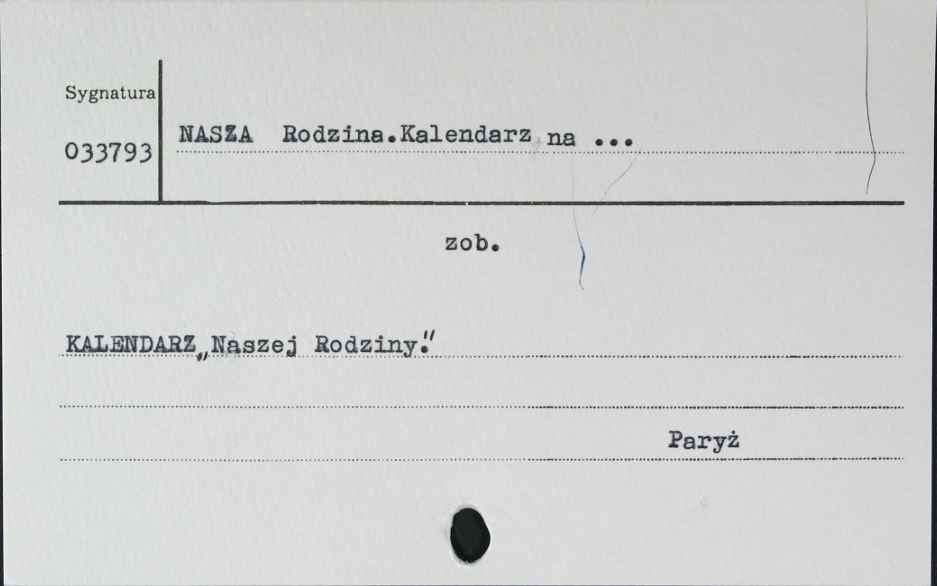 Sygnatura
033793
NASZA Rodzina.Kalendarz na ...
zob.
KALENDARZ „Naszej Rodziny."
Paryż